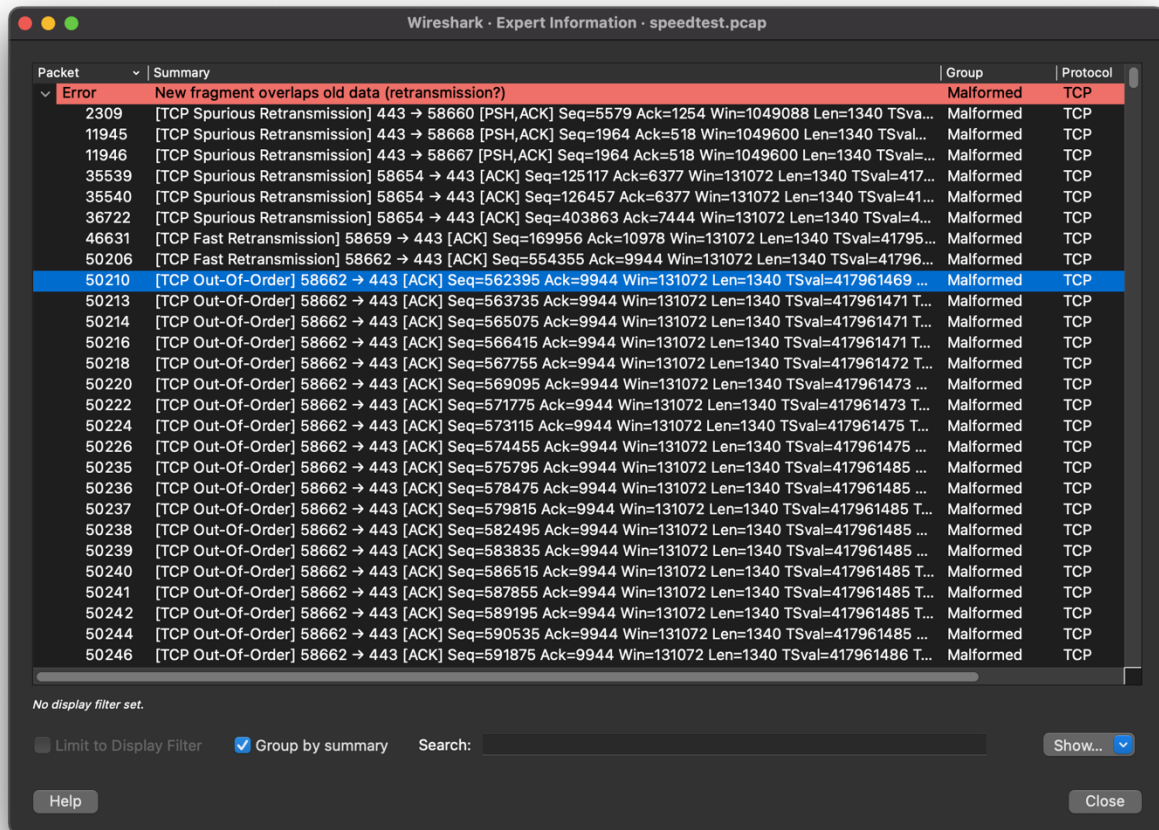 Wireshark · Expert Information · speedtest.pcap
Packet Summary Group Protocol
Error New fragment overlaps old data (retransmission?) Malformed TCP
2309 [TCP Spurious Retransmission] 443 → 58660 [PSH,ACK] Seq=5579 Ack=1254 Win=1049088 Len=1340 TSva... Malformed TCP
11945 [TCP Spurious Retransmission] 443 → 58668 [PSH,ACK] Seq=1964 Ack=518 Win=1049600 Len=1340 TSval... Malformed TCP
11946 [TCP Spurious Retransmission] 443 → 58667 [PSH,ACK] Seq=1964 Ack=518 Win=1049600 Len=1340 TSval=... Malformed TCP
35539 [TCP Spurious Retransmission] 58654 → 443 [ACK] Seq=125117 Ack=6377 Win=131072 Len=1340 TSval=417... Malformed TCP
35540 [TCP Spurious Retransmission] 58654 → 443 [ACK] Seq=126457 Ack=6377 Win=131072 Len=1340 TSval=41... Malformed TCP
36722 [TCP Spurious Retransmission] 58654 → 443 [ACK] Seq=403863 Ack=7444 Win=131072 Len=1340 TSval=4... Malformed TCP
46631 [TCP Fast Retransmission] 58659 → 443 [ACK] Seq=169956 Ack=10978 Win=131072 Len=1340 TSval=41795... Malformed TCP
50206 [TCP Fast Retransmission] 58662 → 443 [ACK] Seq=554355 Ack=9944 Win=131072 Len=1340 TSval=41796... Malformed TCP
50210 [TCP Out-Of-Order] 58662 → 443 [ACK] Seq=562395 Ack=9944 Win=131072 Len=1340 TSval=417961469 ... Malformed TCP
50213 [TCP Out-Of-Order] 58662 → 443 [ACK] Seq=563735 Ack=9944 Win=131072 Len=1340 TSval=417961471 T... Malformed TCP
50214 [TCP Out-Of-Order] 58662 → 443 [ACK] Seq=565075 Ack=9944 Win=131072 Len=1340 TSval=417961471 T... Malformed TCP
50216 [TCP Out-Of-Order] 58662 → 443 [ACK] Seq=566415 Ack=9944 Win=131072 Len=1340 TSval=417961471 T... Malformed TCP
50218 [TCP Out-Of-Order] 58662 → 443 [ACK] Seq=567755 Ack=9944 Win=131072 Len=1340 TSval=417961472 T... Malformed TCP
50220 [TCP Out-Of-Order] 58662 → 443 [ACK] Seq=569095 Ack=9944 Win=131072 Len=1340 TSval=417961473 ... Malformed TCP
50222 [TCP Out-Of-Order] 58662 → 443 [ACK] Seq=571775 Ack=9944 Win=131072 Len=1340 TSval=417961473 T... Malformed TCP
50224 [TCP Out-Of-Order] 58662 → 443 [ACK] Seq=573115 Ack=9944 Win=131072 Len=1340 TSval=417961475 T... Malformed TCP
50226 [TCP Out-Of-Order] 58662 → 443 [ACK] Seq=574455 Ack=9944 Win=131072 Len=1340 TSval=417961475 ... Malformed TCP
50235 [TCP Out-Of-Order] 58662 → 443 [ACK] Seq=575795 Ack=9944 Win=131072 Len=1340 TSval=417961485 ... Malformed TCP
50236 [TCP Out-Of-Order] 58662 → 443 [ACK] Seq=578475 Ack=9944 Win=131072 Len=1340 TSval=417961485 ... Malformed TCP
50237 [TCP Out-Of-Order] 58662 → 443 [ACK] Seq=579815 Ack=9944 Win=131072 Len=1340 TSval=417961485 T... Malformed TCP
50238 [TCP Out-Of-Order] 58662 → 443 [ACK] Seq=582495 Ack=9944 Win=131072 Len=1340 TSval=417961485 ... Malformed TCP
50239 [TCP Out-Of-Order] 58662 → 443 [ACK] Seq=583835 Ack=9944 Win=131072 Len=1340 TSval=417961485 ... Malformed TCP
50240 [TCP Out-Of-Order] 58662 → 443 [ACK] Seq=586515 Ack=9944 Win=131072 Len=1340 TSval=417961485 T... Malformed TCP
50241 [TCP Out-Of-Order] 58662 → 443 [ACK] Seq=587855 Ack=9944 Win=131072 Len=1340 TSval=417961485 T... Malformed TCP
50242 [TCP Out-Of-Order] 58662 → 443 [ACK] Seq=589195 Ack=9944 Win=131072 Len=1340 TSval=417961485 T... Malformed TCP
50244 [TCP Out-Of-Order] 58662 → 443 [ACK] Seq=590535 Ack=9944 Win=131072 Len=1340 TSval=417961485 ... Malformed TCP
50246 [TCP Out-Of-Order] 58662 → 443 [ACK] Seq=591875 Ack=9944 Win=131072 Len=1340 TSval=417961486 T... Malformed TCP
No display filter set.
Limit to Display Filter Group by summary Search: Show...
Help Close